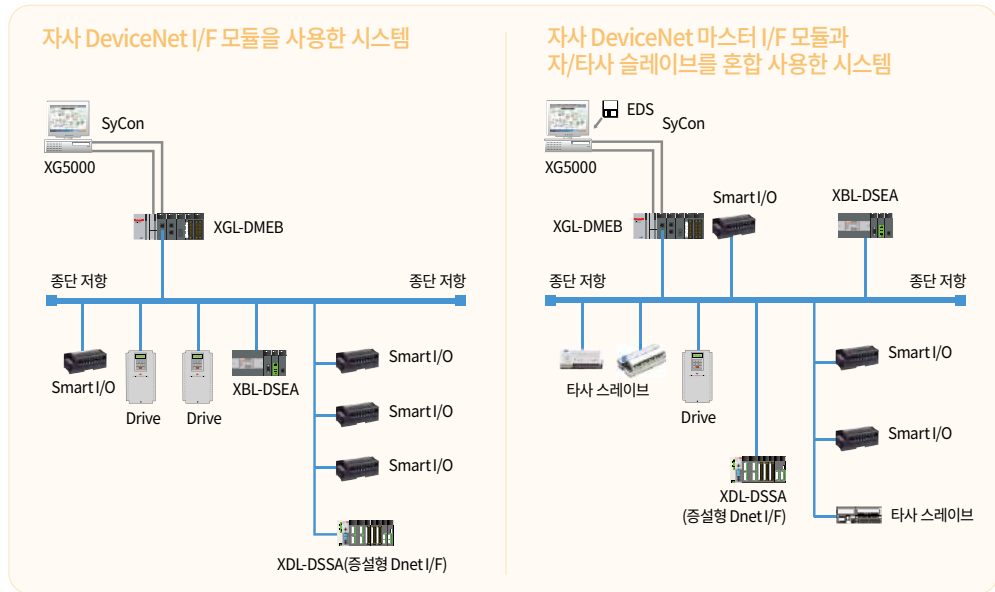 자사 DeviceNet I/F 모듈을 사용한 시스템
SyCon
XG5000
XGL-DMEB
종단 저항
종단 저항
Smart I/O
Drive
Drive
XBL-DSEA
Smart I/O
Smart I/O
Smart I/O
XDL-DSSA(증설형 Dnet I/F)
자사 DeviceNet 마스터 I/F 모듈과
자/타사 슬레이브를 혼합 사용한 시스템
EDS
SyCon
XG5000
XGL-DMEB
Smart I/O
XBL-DSEA
종단 저항
종단 저항
타사 스레이브
Drive
XDL-DSSA
(증설형 Dnet I/F)
Smart I/O
Smart I/O
타사 스레이브